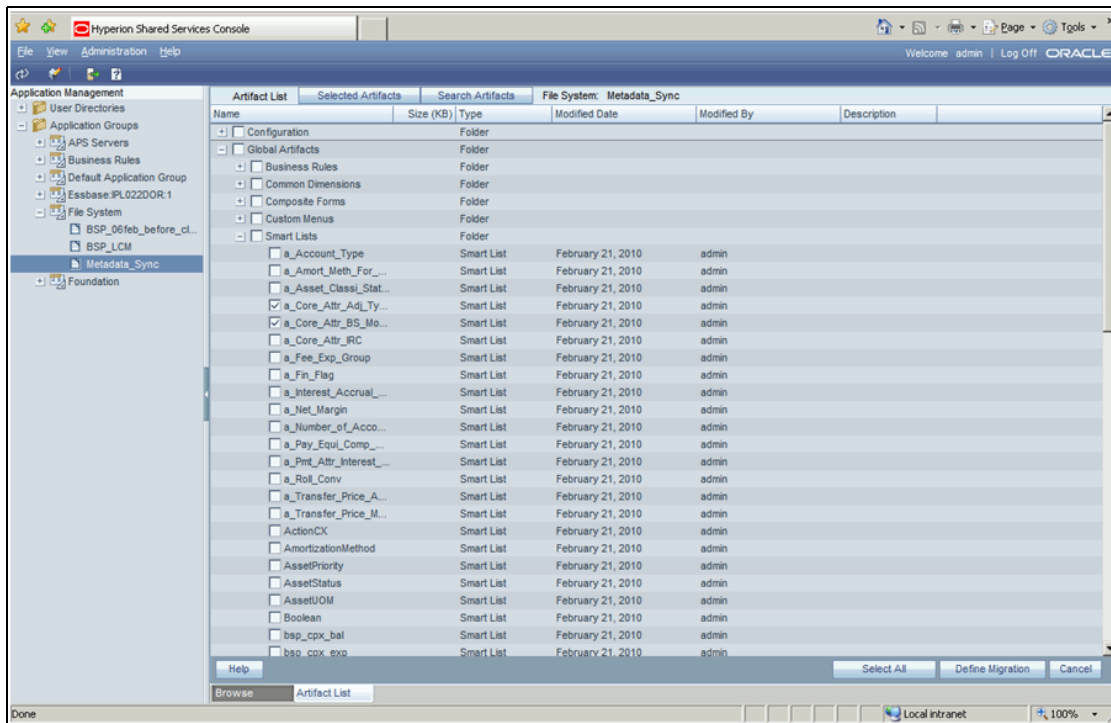 Hyperion Shared Services Console
Page Tools
File View Administration Help
Welcome admin | Log Off ORACLE
Application Management
User Directories
Application Groups
APS Servers
Business Rules
Default Application Group
Essbase:IPL022DOR:1
File System
BSP_06feb_before_cl...
BSP_LCM
Metadata_Sync
Foundation
Artifact List Selected Artifacts Search Artifacts File System: Metadata_Sync
Name Size (KB) Type Modified Date Modified By Description
Configuration Folder
Global Artifacts Folder
Business Rules Folder
Common Dimensions Folder
Composite Forms Folder
Custom Menus Folder
Smart Lists Folder
a_Account_Type Smart List February 21, 2010 admin
a_Amort_Meth_For_... Smart List February 21, 2010 admin
a_Asset_Classi_Stat... Smart List February 21, 2010 admin
a_Core_Attr_Adj_Ty... Smart List February 21, 2010 admin
a_Core_Attr_BS_Mo... Smart List February 21, 2010 admin
a_Core_Attr_IRC Smart List February 21, 2010 admin
a_Fee_Exp_Group Smart List February 21, 2010 admin
a_Fin_Flag Smart List February 21, 2010 admin
a_Interest_Accrual_... Smart List February 21, 2010 admin
a_Net_Margin Smart List February 21, 2010 admin
a_Number_of_Acco... Smart List February 21, 2010 admin
a_Pay_Equi_Comp_... Smart List February 21, 2010 admin
a_Pmt_Attr_Interest_... Smart List February 21, 2010 admin
a_Roll_Conv Smart List February 21, 2010 admin
a_Transfer_Price_A... Smart List February 21, 2010 admin
a_Transfer_Price_M... Smart List February 21, 2010 admin
ActionCX Smart List February 21, 2010 admin
AmortizationMethod Smart List February 21, 2010 admin
AssetPriority Smart List February 21, 2010 admin
AssetStatus Smart List February 21, 2010 admin
AssetUOM Smart List February 21, 2010 admin
Boolean Smart List February 21, 2010 admin
bsp_cpx_bal Smart List February 21, 2010 admin
bsp_cpx_exp Smart List February 21, 2010 admin
Help Select All Define Migration Cancel
Browse Artifact List
Done Local intranet 100%